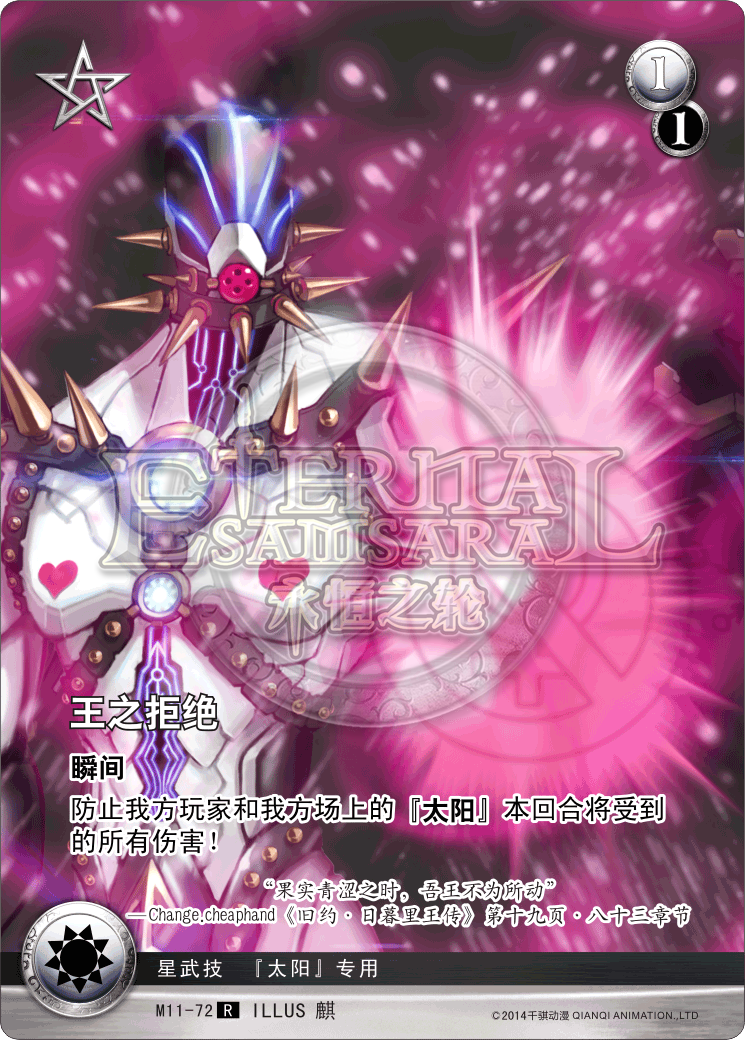 1
1
ETERNAL
SAMSARA
永恒之轮
王之拒绝
瞬间
防止我方玩家和我方场上的『太阳』本回合将受到
的所有伤害！
“果实青涩之时，吾王不为所动”
—Change.cheaphand《旧约·日暮里王传》第十九页·八十三章节
星武技 『太阳』专用
M11-72 R ILLUS 麒
©2014千骐动漫 QIANQI ANIMATION.,LTD